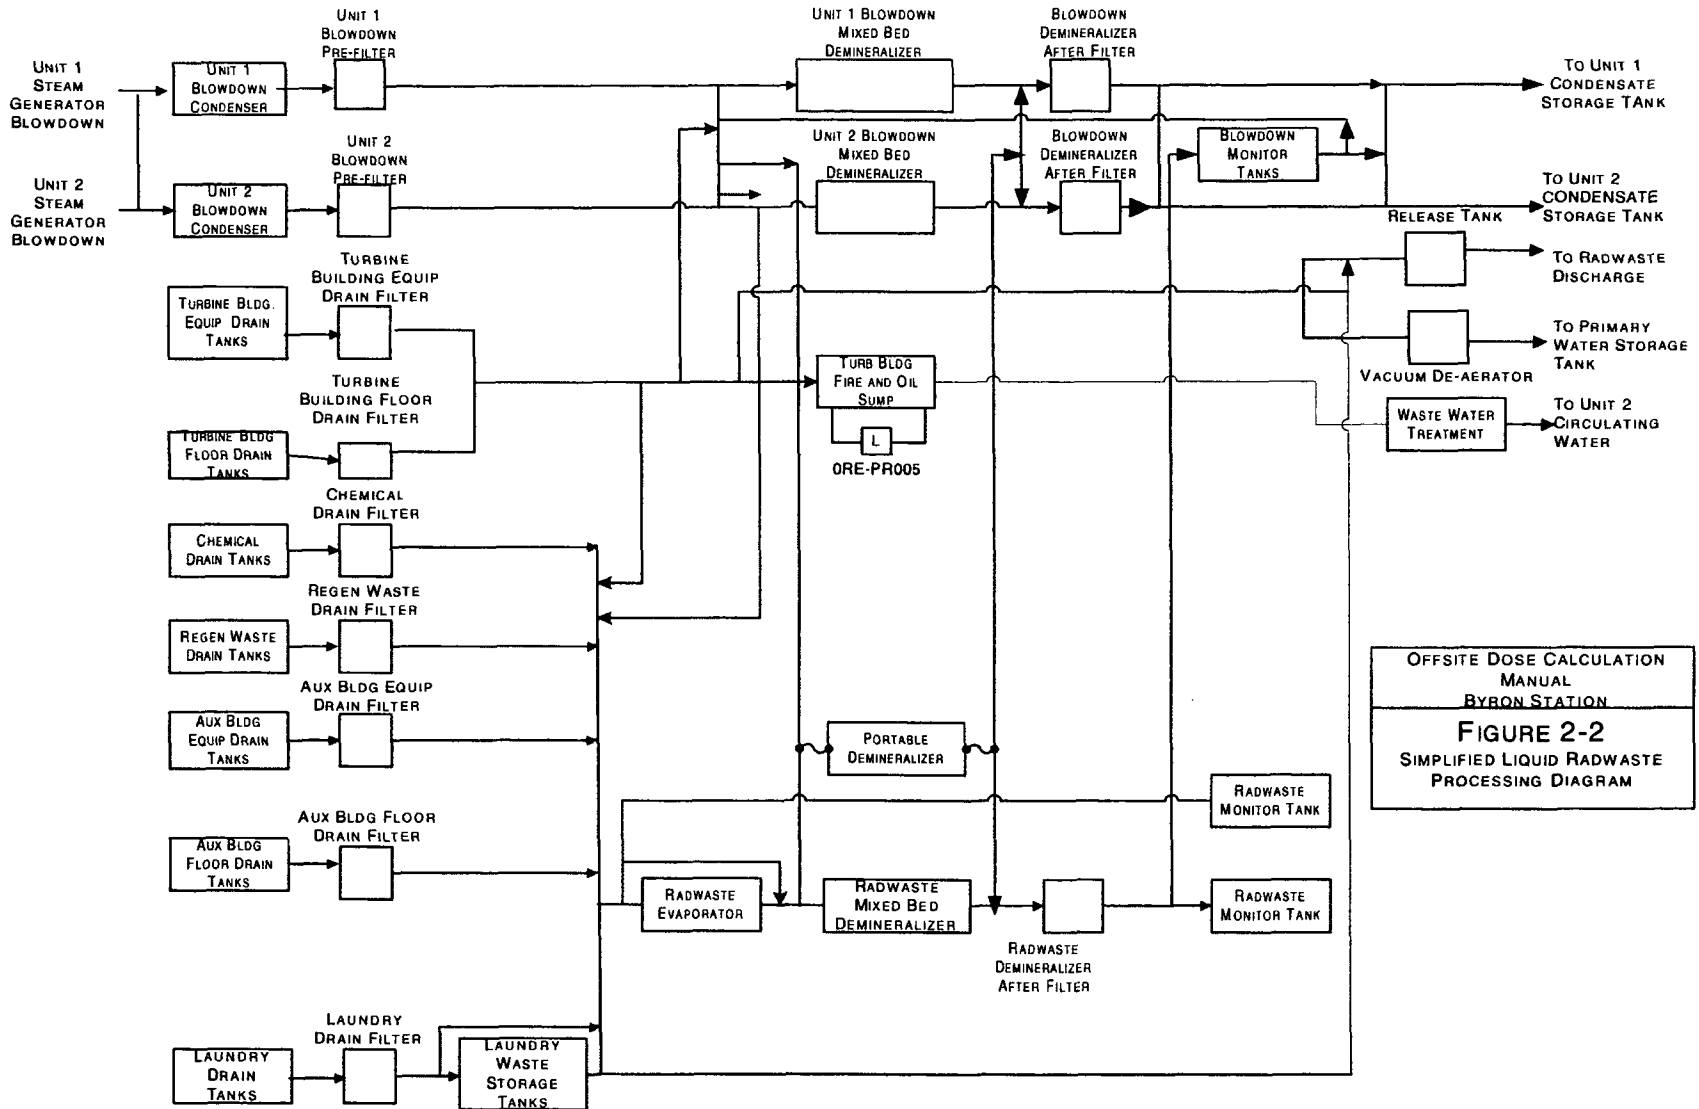 UNIT 1
STEAM
GENERATOR
BLOWDOWN
UNIT 1
BLOWDOWN
CONDENSER
UNIT 1
BLOWDOWN
PRE-FILTER
UNIT 1 BLOWDOWN
MIXED BED
DEMINERALIZER
BLOWDOWN
DEMINERALIZER
AFTER FILTER
TO UNIT 1
CONDENSATE
STORAGE TANK
UNIT 2
STEAM
GENERATOR
BLOWDOWN
UNIT 2
BLOWDOWN
CONDENSER
UNIT 2
BLOWDOWN
PRE-FILTER
UNIT 2 BLOWDOWN
MIXED BED
DEMINERALIZER
BLOWDOWN
DEMINERALIZER
AFTER FILTER
BLOWDOWN
MONITOR
TANKS
TO UNIT 2
CONDENSATE
STORAGE TANK
RELEASE TANK
TO RADWASTE
DISCHARGE
TURBINE BLDG.
EQUIP DRAIN
TANKS
TURBINE
BUILDING EQUIP
DRAIN FILTER
TO PRIMARY
WATER STORAGE
TANK
VACUUM DE-AERATOR
TURB BLDG
FIRE AND OIL
SUMP
L
0RE-PR005
WASTE WATER
TREATMENT
TO UNIT 2
CIRCULATING
WATER
TURBINE
BUILDING FLOOR
DRAIN FILTER
TURBINE BLDG
FLOOR DRAIN
TANKS
CHEMICAL
DRAIN FILTER
CHEMICAL
DRAIN TANKS
REGEN WASTE
DRAIN FILTER
REGEN WASTE
DRAIN TANKS
AUX BLDG EQUIP
DRAIN FILTER
AUX BLDG
EQUIP DRAIN
TANKS
PORTABLE
DEMINERALIZER
OFFSITE DOSE CALCULATION
MANUAL
BYRON STATION
FIGURE 2-2
SIMPLIFIED LIQUID RADWASTE
PROCESSING DIAGRAM
RADWASTE
MONITOR TANK
AUX BLDG FLOOR
DRAIN FILTER
AUX BLDG
FLOOR DRAIN
TANKS
RADWASTE
EVAPORATOR
RADWASTE
MIXED BED
DEMINERALIZER
RADWASTE
DEMINERALIZER
AFTER FILTER
RADWASTE
MONITOR TANK
LAUNDRY
DRAIN FILTER
LAUNDRY
DRAIN
TANKS
LAUNDRY
WASTE
STORAGE
TANKS